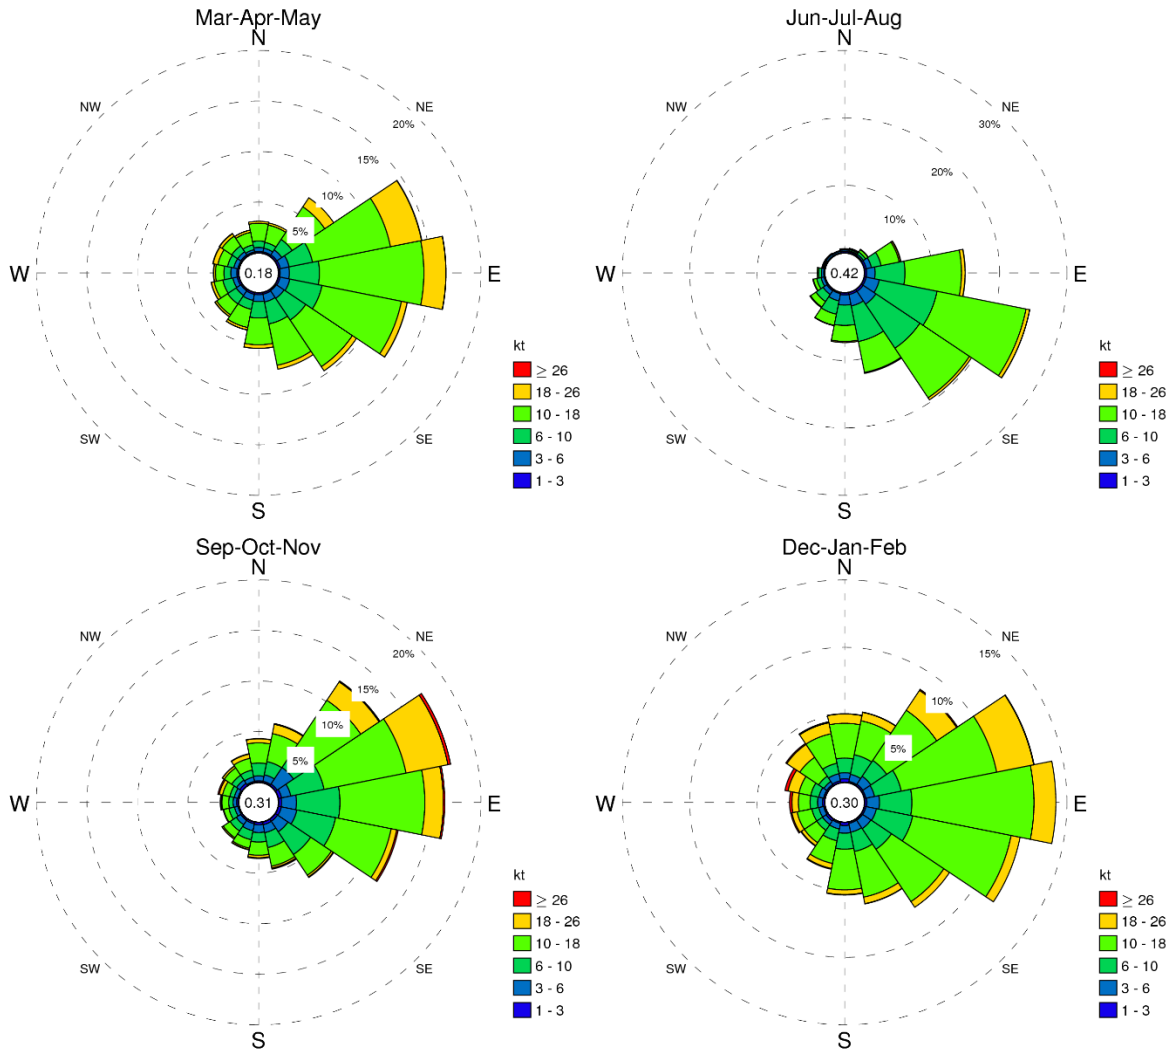 Mar-Apr-May
N
NW
NE
20%
15%
10%
5%
W
0.18
E
SW
SE
S
kt
≥ 26
18 - 26
10 - 18
6 - 10
3 - 6
1 - 3
Jun-Jul-Aug
N
NW
NE
30%
20%
10%
W
0.42
E
SW
SE
S
kt
≥ 26
18 - 26
10 - 18
6 - 10
3 - 6
1 - 3
Sep-Oct-Nov
N
NW
NE
20%
15%
10%
5%
W
0.31
E
SW
SE
S
kt
≥ 26
18 - 26
10 - 18
6 - 10
3 - 6
1 - 3
Dec-Jan-Feb
N
NW
NE
15%
10%
5%
W
0.30
E
SW
SE
S
kt
≥ 26
18 - 26
10 - 18
6 - 10
3 - 6
1 - 3